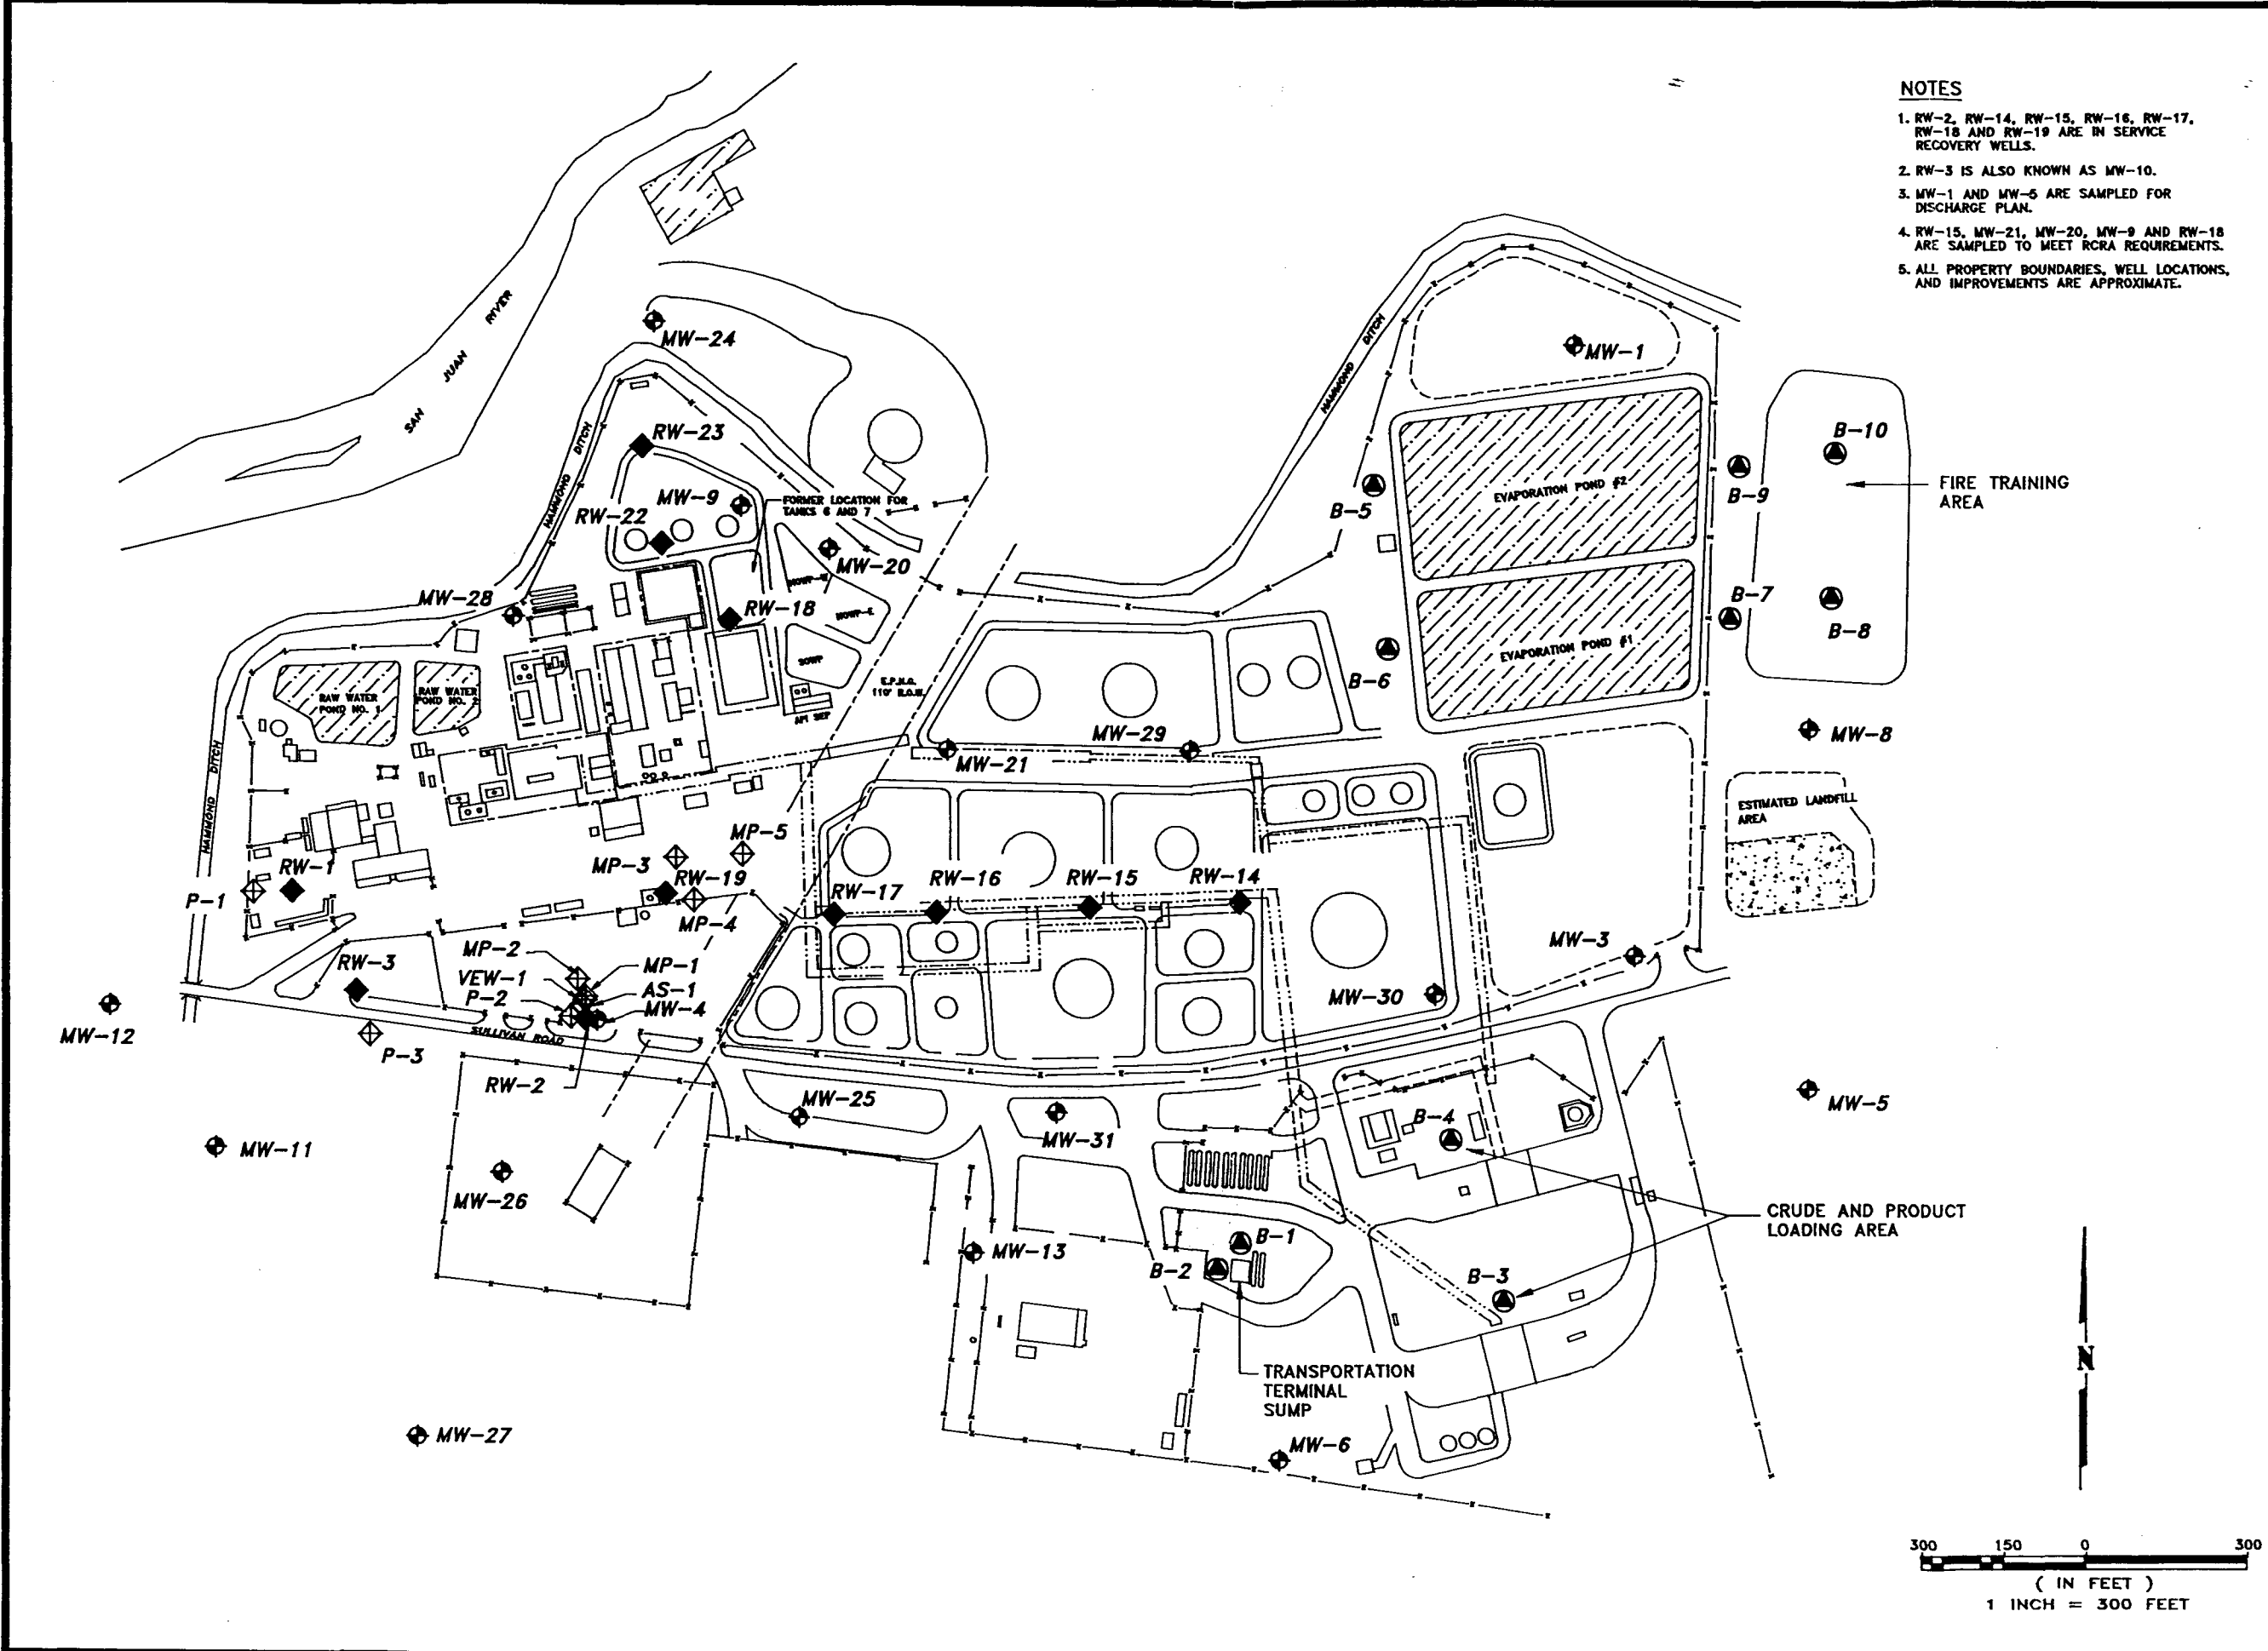 NOTES
1. RW-2, RW-14, RW-15, RW-16, RW-17,
RW-18 AND RW-19 ARE IN SERVICE
RECOVERY WELLS.
2. RW-3 IS ALSO KNOWN AS MW-10.
3. MW-1 AND MW-5 ARE SAMPLED FOR
DISCHARGE PLAN.
4. RW-15, MW-21, MW-20, MW-9 AND RW-18
ARE SAMPLED TO MEET RCRA REQUIREMENTS.
5. ALL PROPERTY BOUNDARIES, WELL LOCATIONS,
AND IMPROVEMENTS ARE APPROXIMATE.
SAN JUAN RIVER
MW-24
HAMMOND DITCH
MW-1
RW-23
HAMMOND DITCH
B-10
B-9
FIRE TRAINING
AREA
EVAPORATION POND #2
B-5
MW-9
FORMER LOCATION FOR
TANKS 6 AND 7
RW-22
MW-20
MW-28
RW-18
B-7
B-8
EVAPORATION POND #1
B-6
SOWP
E.P.N.G.
110' R.O.W.
API SEP
RAW WATER
POND NO. 1
RAW WATER
POND NO. 2
MW-29
MW-21
MW-8
HAMMOND DITCH
ESTIMATED LANDFILL
AREA
MP-5
MP-3
RW-1
P-1
RW-19
MP-4
RW-17
RW-16
RW-15
RW-14
MW-3
MP-2
MP-1
RW-3
VEW-1
AS-1
P-2
MW-4
MW-30
MW-12
SULLIVAN ROAD
P-3
RW-2
MW-25
MW-31
B-4
MW-5
MW-11
MW-26
CRUDE AND PRODUCT
LOADING AREA
B-1
MW-13
B-2
B-3
TRANSPORTATION
TERMINAL
SUMP
MW-27
MW-6
N
300 150 0 300
( IN FEET )
1 INCH = 300 FEET